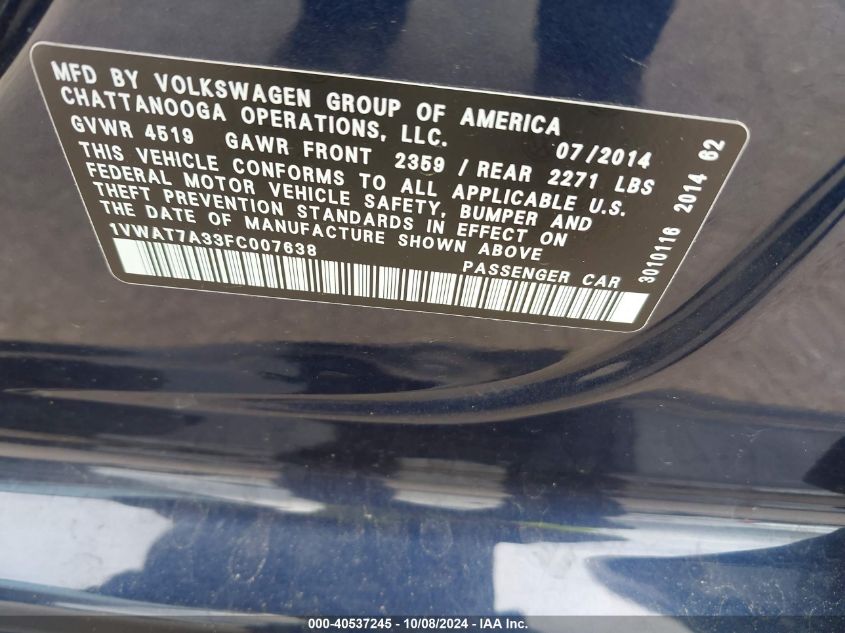 MFD BY VOLKSWAGEN GROUP OF AMERICA
CHATTANOOGA OPERATIONS, LLC. 07/2014
GVWR 4519 GAWR FRONT 2359 / REAR 2271 LBS
THIS VEHICLE CONFORMS TO ALL APPLICABLE U.S.
FEDERAL MOTOR VEHICLE SAFETY, BUMPER AND
THEFT PREVENTION STANDARDS IN EFFECT ON
THE DATE OF MANUFACTURE SHOWN ABOVE
1VWAT7A33FC007638 PASSENGER CAR
3010116 2014 62
000-40537245 - 10/08/2024 - IAA Inc.